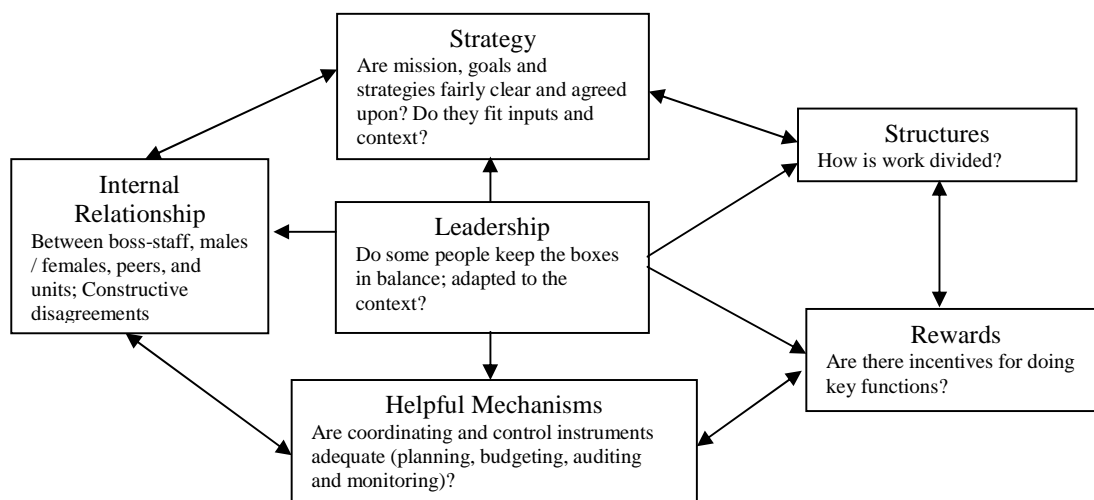 Strategy
Are mission, goals and
strategies fairly clear and agreed
upon? Do they fit inputs and
context?
Structures
How is work divided?
Internal
Relationship
Between boss-staff, males
/ females, peers, and
units; Constructive
disagreements
Leadership
Do some people keep the boxes
in balance; adapted to the
context?
Rewards
Are there incentives for doing
key functions?
Helpful Mechanisms
Are coordinating and control instruments
adequate (planning, budgeting, auditing
and monitoring)?